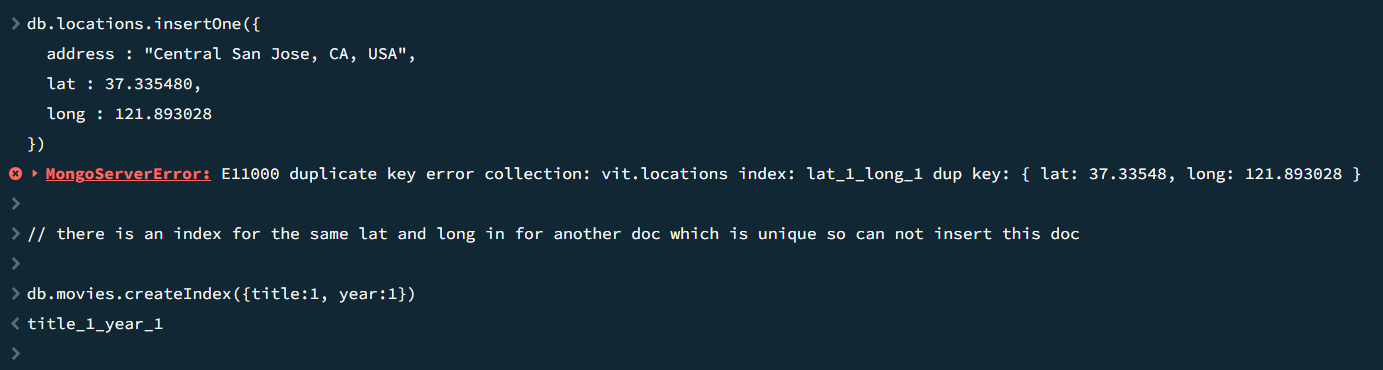 db.locations.insertOne({
address : "Central San Jose, CA, USA",
lat : 37.335480,
long : 121.893028
})
MongoServerError: E11000 duplicate key error collection: vit.locations index: lat_1_long_1 dup key: { lat: 37.33548, long: 121.893028 }
// there is an index for the same lat and long in for another doc which is unique so can not insert this doc
db.movies.createIndex({title:1, year:1})
title_1_year_1